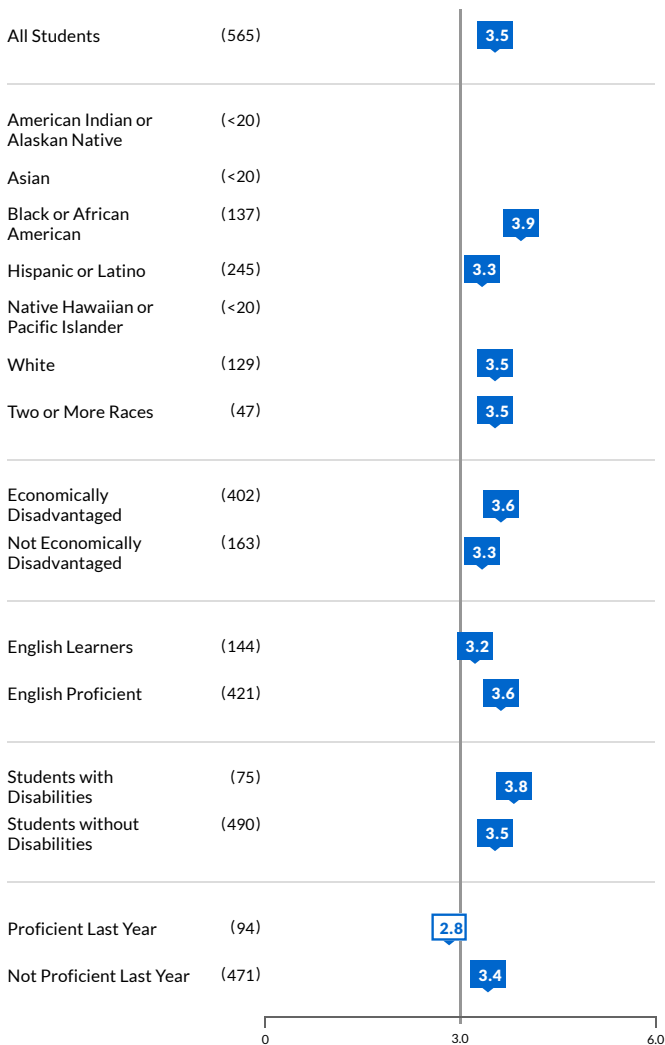 All Students (565) 3.5
American Indian or (<20)
Alaskan Native
Asian (<20)
Black or African (137) 3.9
American
Hispanic or Latino (245) 3.3
Native Hawaiian or (<20)
Pacific Islander
White (129) 3.5
Two or More Races (47) 3.5
Economically (402) 3.6
Disadvantaged
Not Economically (163) 3.3
Disadvantaged
English Learners (144) 3.2
English Proficient (421) 3.6
Students with (75) 3.8
Disabilities
Students without (490) 3.5
Disabilities
Proficient Last Year (94) 2.8
Not Proficient Last Year (471) 3.4
0 3.0 6.0